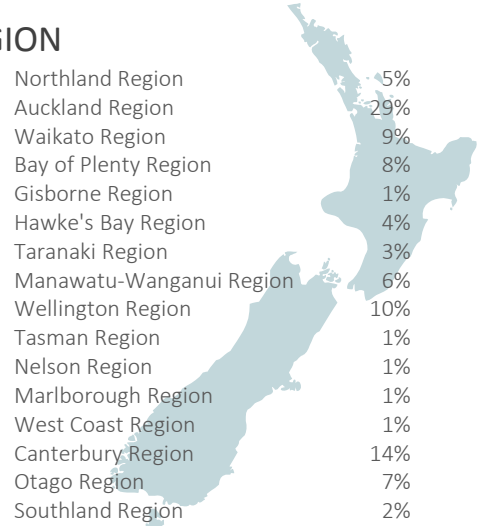 GION
Northland Region 5%
Auckland Region 29%
Waikato Region 9%
Bay of Plenty Region 8%
Gisborne Region 1%
Hawke's Bay Region 4%
Taranaki Region 3%
Manawatu-Wanganui Region 6%
Wellington Region 10%
Tasman Region 1%
Nelson Region 1%
Marlborough Region 1%
West Coast Region 1%
Canterbury Region 14%
Otago Region 7%
Southland Region 2%